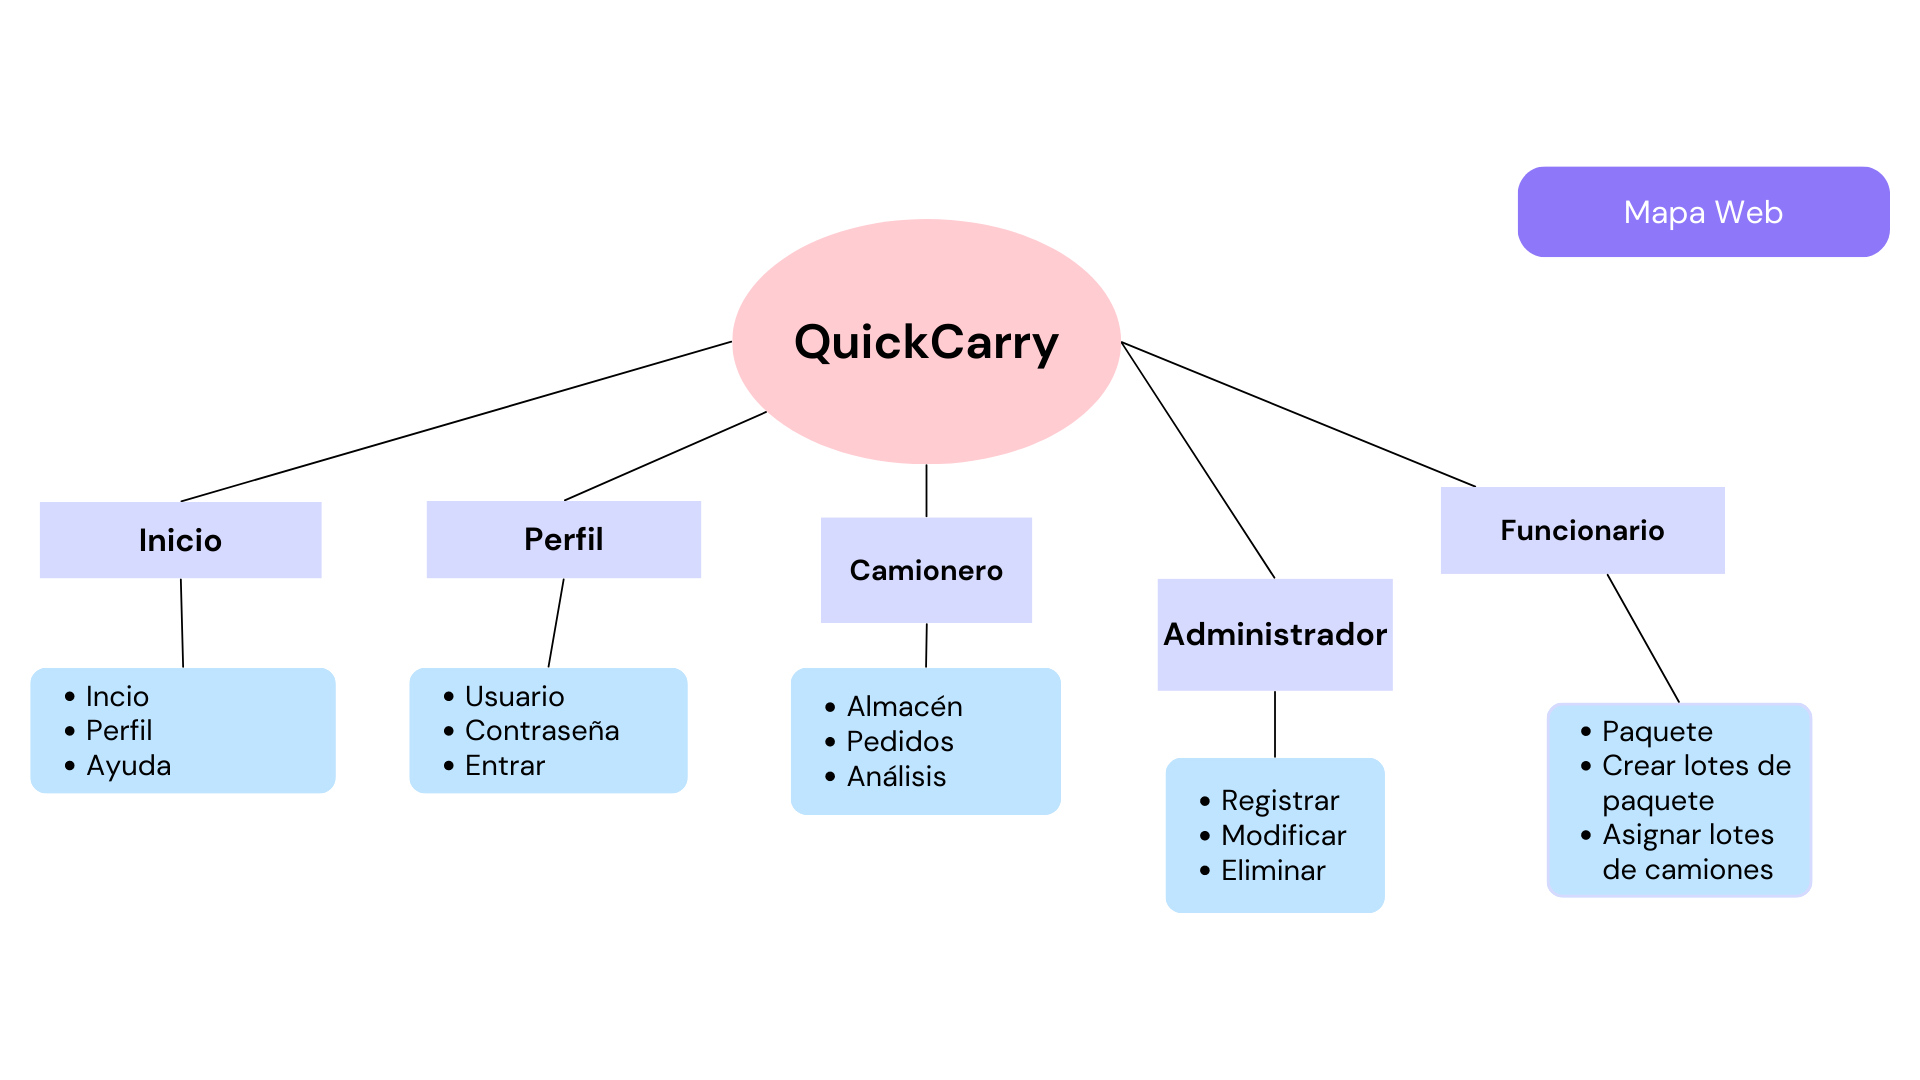 Mapa Web
QuickCarry
Inicio
• Incio
• Perfil
• Ayuda
Perfil
• Usuario
• Contraseña
• Entrar
Camionero
• Almacén
• Pedidos
• Análisis
Administrador
• Registrar
• Modificar
• Eliminar
Funcionario
• Paquete
• Crear lotes de
paquete
• Asignar lotes
de camiones